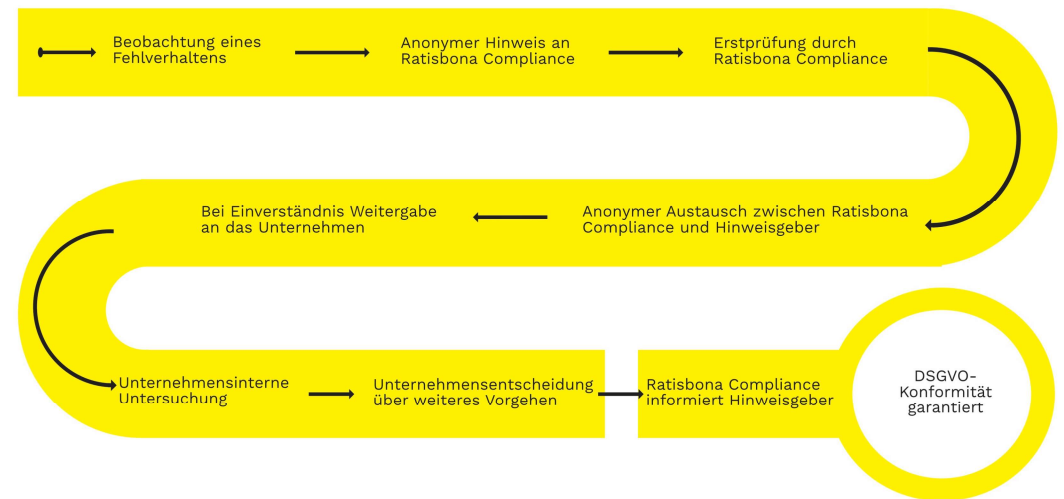 Beobachtung eines
Fehlverhaltens
Anonymer Hinweis an
Ratisbona Compliance
Erstprüfung durch
Ratisbona Compliance
Anonymer Austausch zwischen Ratisbona
Compliance und Hinweisgeber
Bei Einverständnis Weitergabe
an das Unternehmen
Unternehmensinterne
Untersuchung
Unternehmensentscheidung
über weiteres Vorgehen
Ratisbona Compliance
informiert Hinweisgeber
DSGVO-
Konformität
garantiert